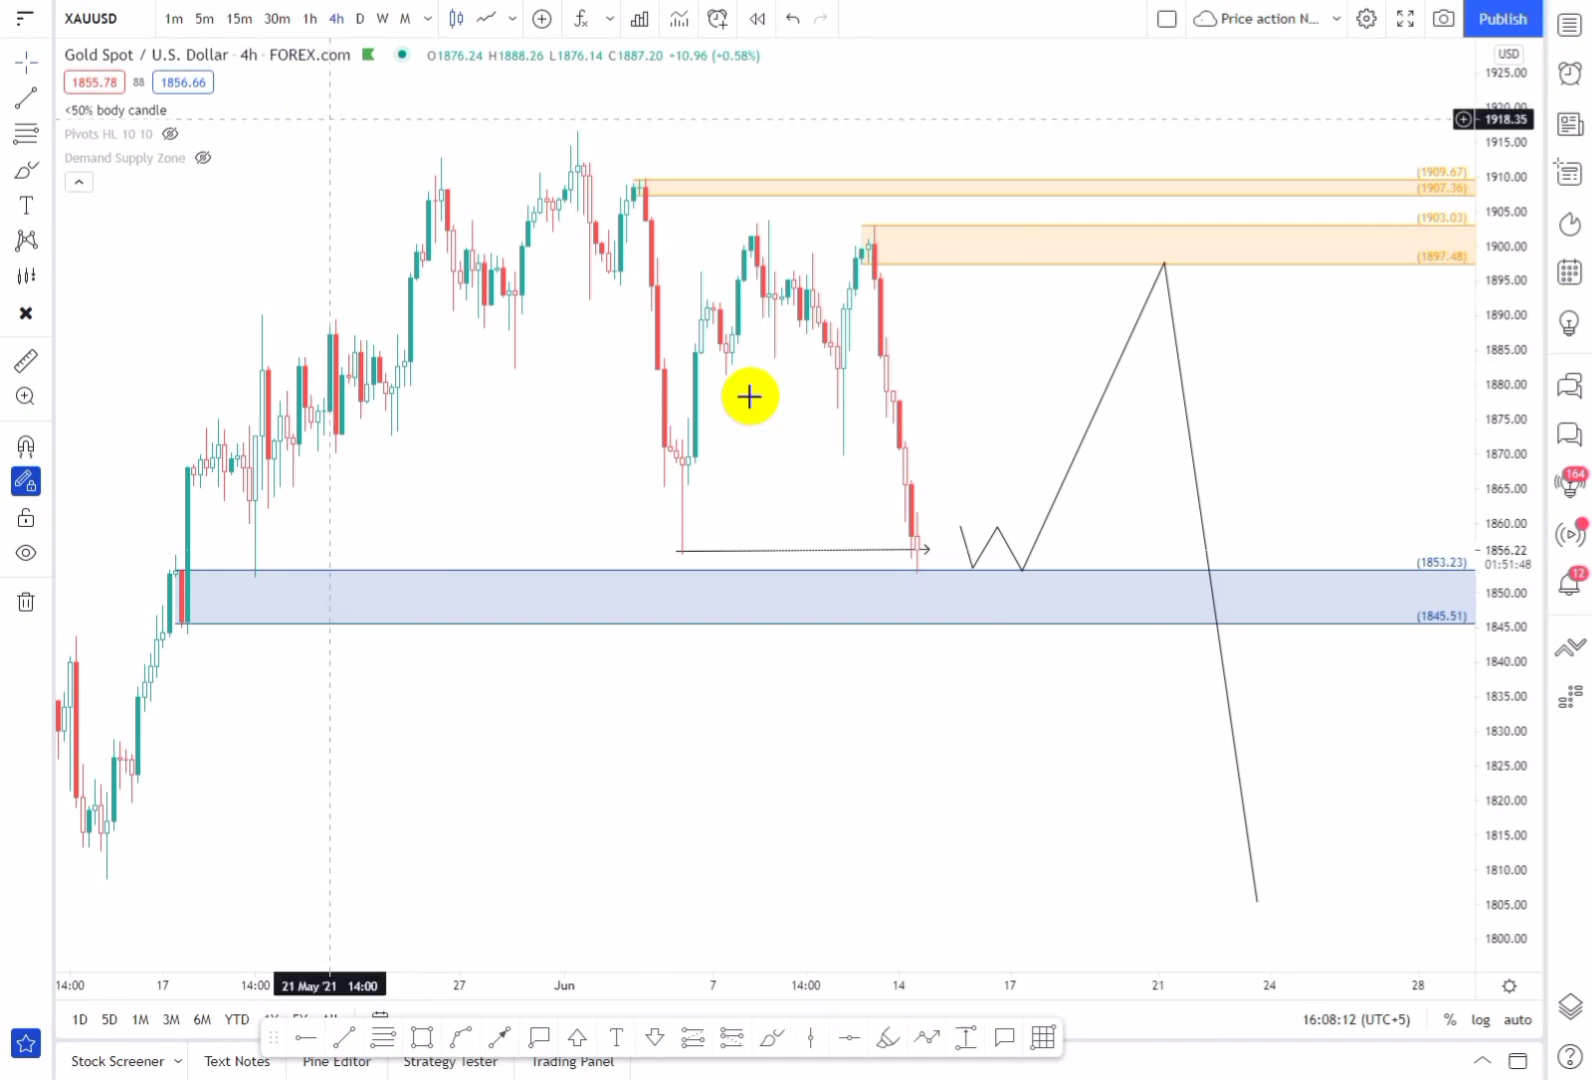 XAUUSD
1m 5m 15m 30m 1h 4h D W M
Price action N...
Publish
Gold Spot / U.S. Dollar · 4h · FOREX.com
O1876.24 H1888.26 L1876.14 C1887.20 +10.96 (+0.58%)
USD
1855.78 88 1856.66
<50% body candle
Pivots HL 10 10
Demand Supply Zone
1925.00
1920.00
1918.35
1915.00
1910.00
1905.00
1900.00
1895.00
1890.00
1885.00
1880.00
1875.00
1870.00
1865.00
1860.00
1856.22
01:51:48
1850.00
1845.00
1840.00
1835.00
1830.00
1825.00
1820.00
1815.00
1810.00
1805.00
1800.00
(1909.67)
(1907.36)
(1903.03)
(1897.48)
(1853.23)
(1845.51)
164
12
14:00 17 14:00 21 May '21 14:00 27 Jun 7 14:00 14 17 21 24 28
1D 5D 1M 3M 6M YTD
16:08:12 (UTC+5) % log auto
Stock Screener Text Notes Pine Editor Strategy Tester Trading Panel